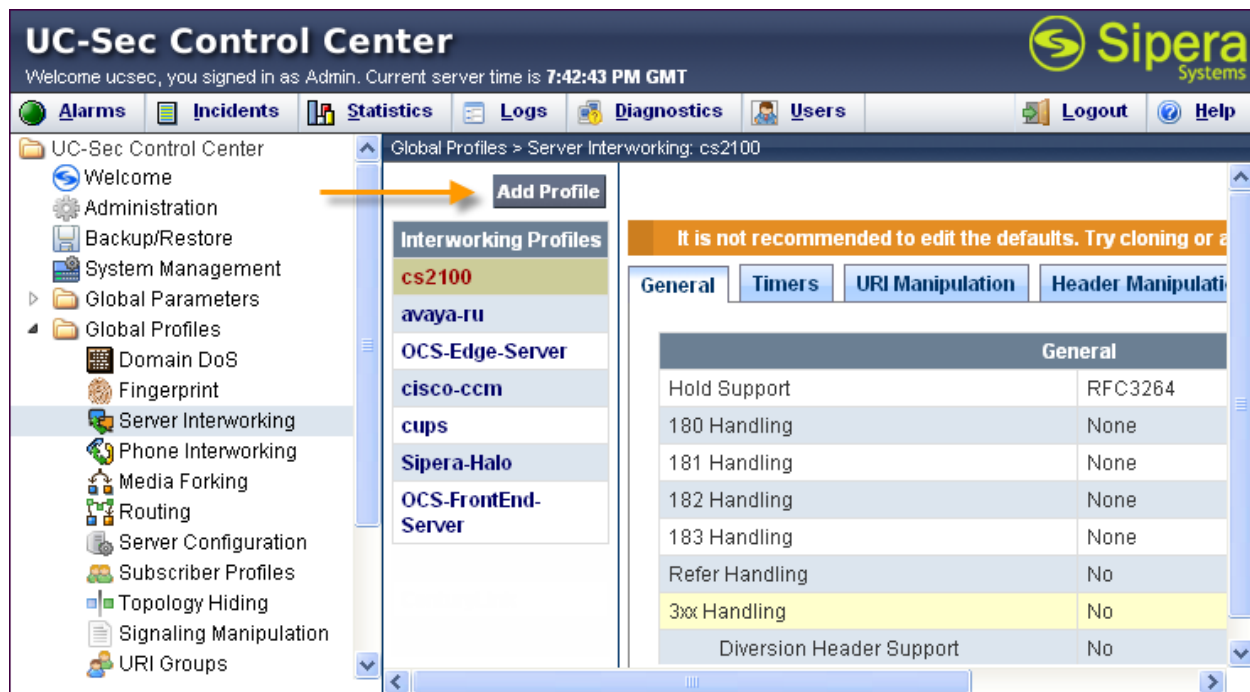 UC-Sec Control Center
Sipera
Systems
Welcome ucsec, you signed in as Admin. Current server time is 7:42:43 PM GMT
Alarms Incidents Statistics Logs Diagnostics Users Logout Help
UC-Sec Control Center
Welcome
Administration
Backup/Restore
System Management
Global Parameters
Global Profiles
Domain DoS
Fingerprint
Server Interworking
Phone Interworking
Media Forking
Routing
Server Configuration
Subscriber Profiles
Topology Hiding
Signaling Manipulation
URI Groups
Global Profiles > Server Interworking: cs2100
Add Profile
Interworking Profiles
cs2100
avaya-ru
OCS-Edge-Server
cisco-ccm
cups
Sipera-Halo
OCS-FrontEnd-
Server
It is not recommended to edit the defaults. Try cloning or a
General Timers URI Manipulation Header Manipulati
General
Hold Support RFC3264
180 Handling None
181 Handling None
182 Handling None
183 Handling None
Refer Handling No
3xx Handling No
Diversion Header Support No